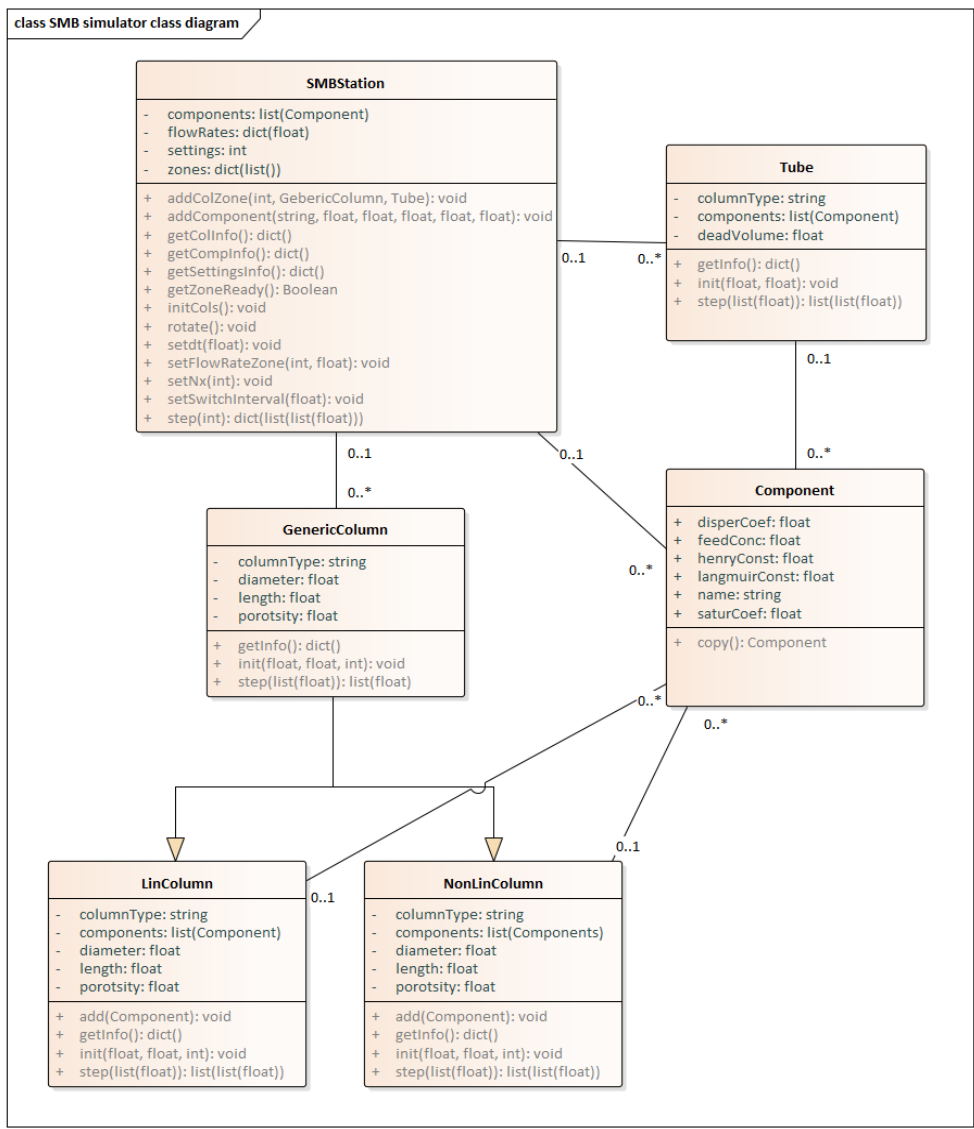 class SMB simulator class diagram
SMBStation
- components: list(Component)
- flowRates: dict(float)
- settings: int
- zones: dict(list())
+ addColZone(int, GebericColumn, Tube): void
+ addComponent(string, float, float, float, float, float): void
+ getColInfo(): dict()
+ getCompInfo(): dict()
+ getSettingsInfo(): dict()
+ getZoneReady(): Boolean
+ initCols(): void
+ rotate(): void
+ setdt(float): void
+ setFlowRateZone(int, float): void
+ setNx(int): void
+ setSwitchInterval(float): void
+ step(int): dict(list(list(float)))
Tube
- columnType: string
- components: list(Component)
- deadVolume: float
+ getInfo(): dict()
+ init(float, float): void
+ step(list(float)): list(list(float))
0..1
0..*
0..1
0..*
0..1
0..*
0..1
0..*
Component
+ disperCoef: float
+ feedConc: float
+ henryConst: float
+ langmuirConst: float
+ name: string
+ saturCoef: float
+ copy(): Component
GenericColumn
- columnType: string
- diameter: float
- length: float
- porotsity: float
+ getInfo(): dict()
+ init(float, float, int): void
+ step(list(float)): list(float)
0..*
0..*
0..1
0..1
LinColumn
- columnType: string
- components: list(Component)
- diameter: float
- length: float
- porotsity: float
+ add(Component): void
+ getInfo(): dict()
+ init(float, float, int): void
+ step(list(float)): list(list(float))
NonLinColumn
- columnType: string
- components: list(Components)
- diameter: float
- length: float
- porotsity: float
+ add(Component): void
+ getInfo(): dict()
+ init(float, float, int): void
+ step(list(float)): list(list(float))